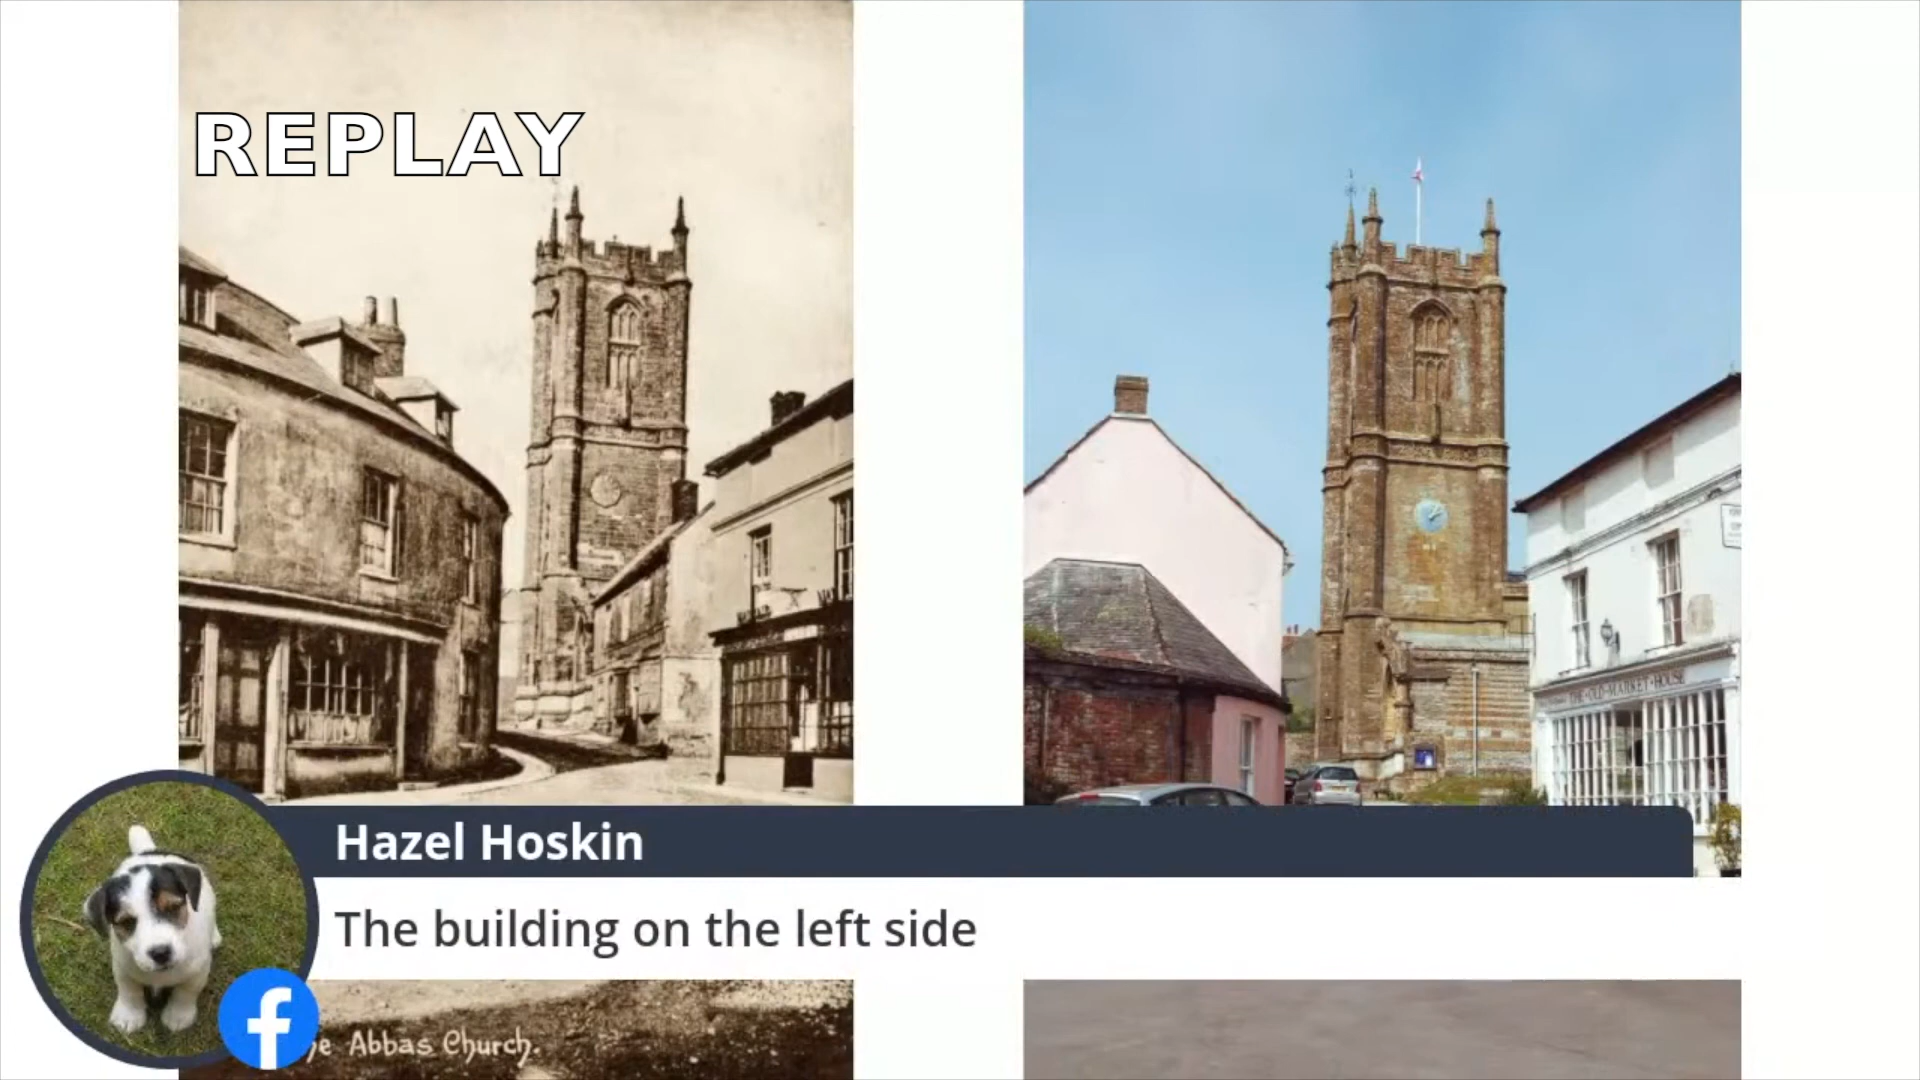 REPLAY
THE·OLD·MARKET·HOUSE
Hazel Hoskin
The building on the left side
Abbas Church.